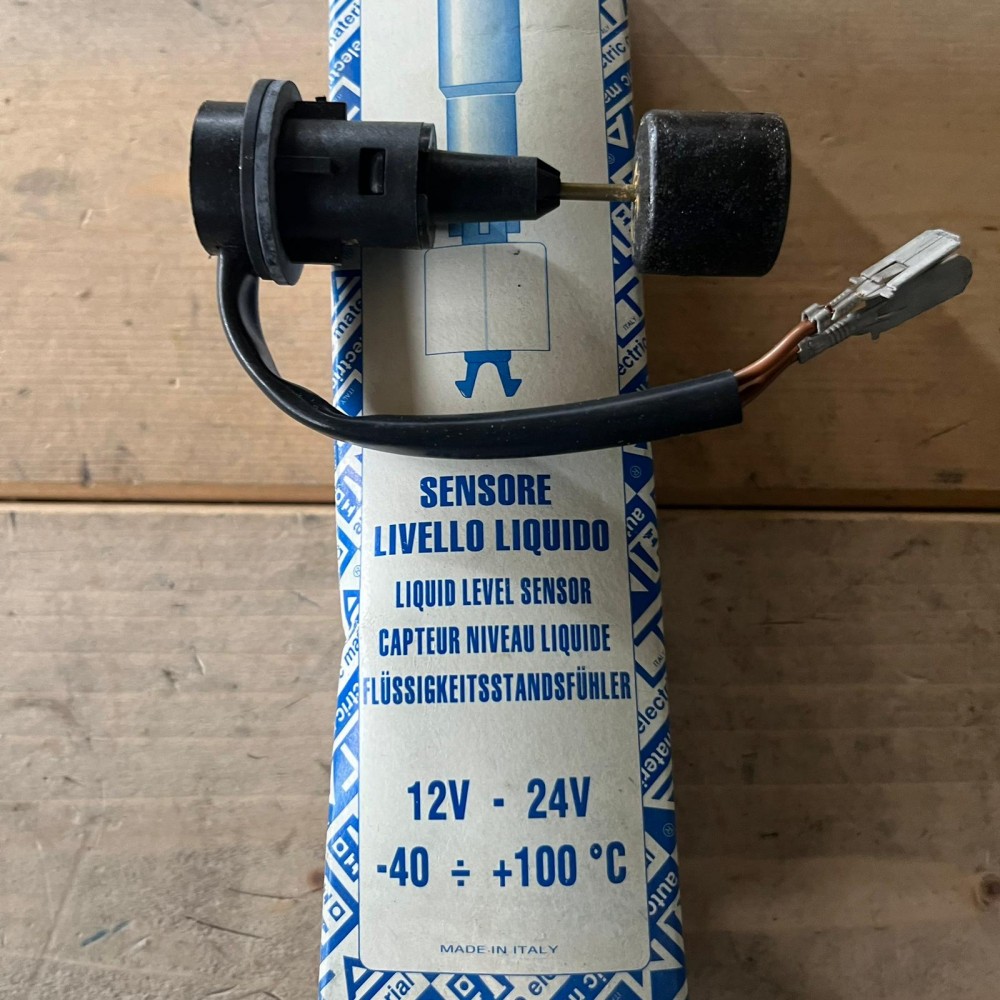 SENSORE
LIVELLO LIQUIDO
LIQUID LEVEL SENSOR
CAPTEUR NIVEAU LIQUIDE
FLÜSSIGKEITSSTANDSFÜHLER
12V - 24V
-40 ÷ +100 °C
MADE IN ITALY